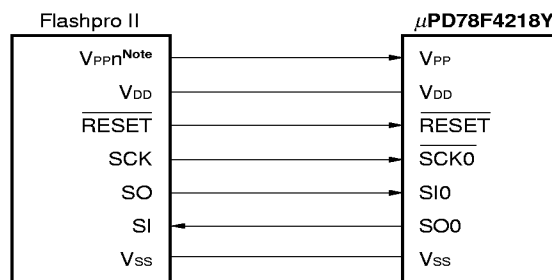 Flashpro II μPD78F4218Y
VPPnNote VPP
VDD VDD
RESET RESET
SCK SCK0
SO SI0
SI SO0
VSS VSS